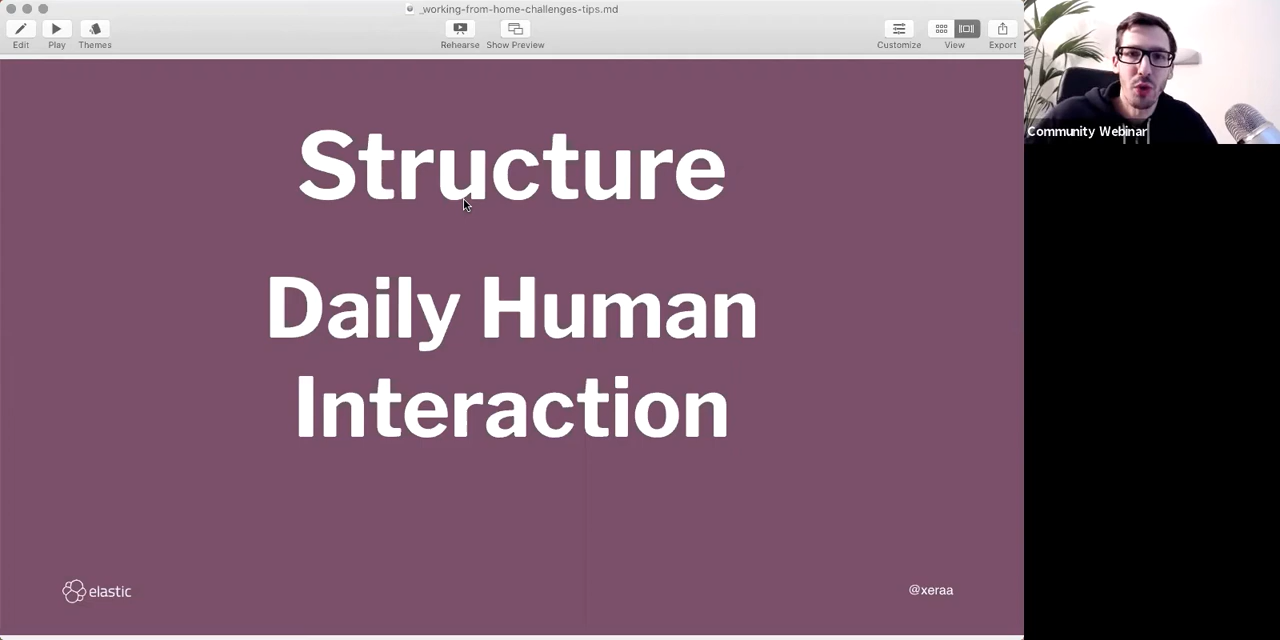 _working-from-home-challenges-tips.md
Edit
Play
Themes
Rehearse
Show Preview
Customize
View
Export
Community Webinar
Structure
Daily Human
Interaction
elastic
@xeraa